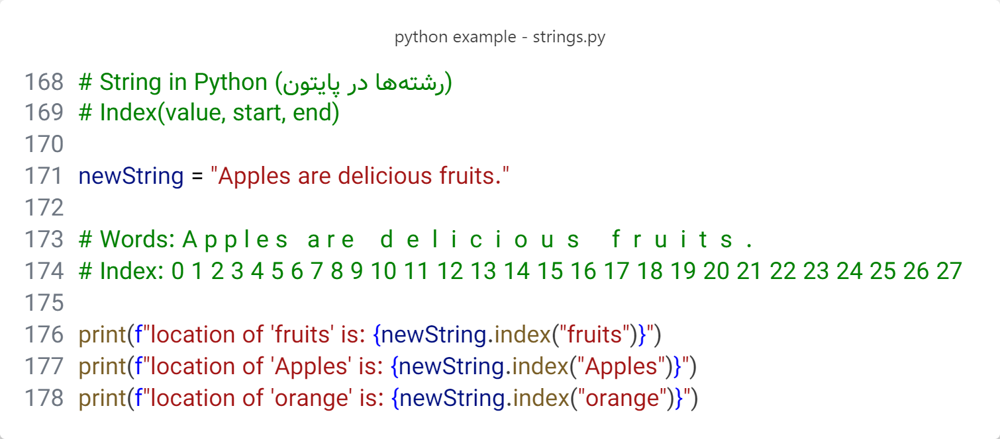 python example - strings.py
168 # String in Python (رشته‌ها در پایتون)
169 # Index(value, start, end)
170
171 newString = "Apples are delicious fruits."
172
173 # Words: A p p l e s   a r e   d e l i c i o u s   f r u i t s .
174 # Index: 0 1 2 3 4 5 6 7 8 9 10 11 12 13 14 15 16 17 18 19 20 21 22 23 24 25 26 27
175
176 print(f"location of 'fruits' is: {newString.index("fruits")}")
177 print(f"location of 'Apples' is: {newString.index("Apples")}")
178 print(f"location of 'orange' is: {newString.index("orange")}")